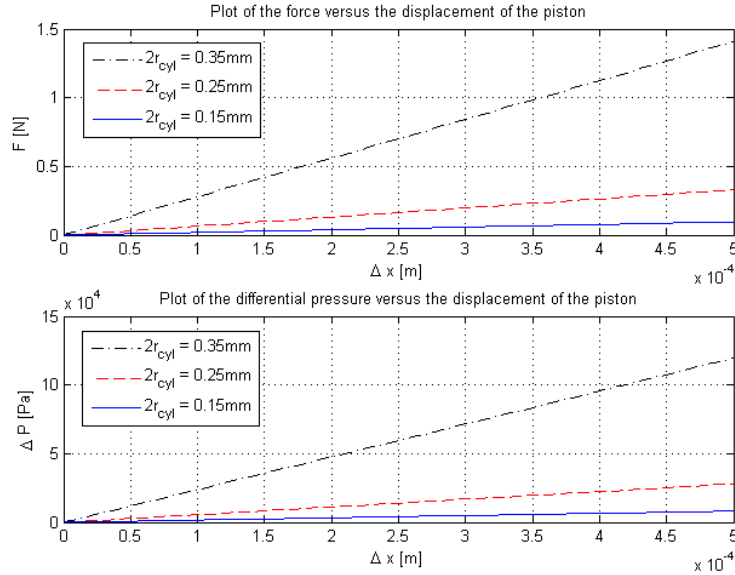 Plot of the force versus the displacement of the piston
1.5
1
0.5
0
F [N]
2r_cyl = 0.35mm
2r_cyl = 0.25mm
2r_cyl = 0.15mm
0 0.5 1 1.5 2 2.5 3 3.5 4 4.5 5
Δ x [m]
x 10^-4
x 10^4
Plot of the differential pressure versus the displacement of the piston
15
10
5
0
Δ P [Pa]
2r_cyl = 0.35mm
2r_cyl = 0.25mm
2r_cyl = 0.15mm
0 0.5 1 1.5 2 2.5 3 3.5 4 4.5 5
Δ x [m]
x 10^-4